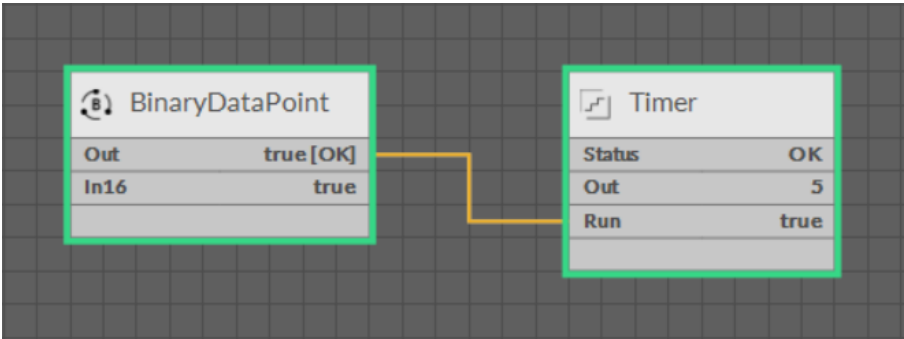 BinaryDataPoint
Out true [OK]
In16 true
Timer
Status OK
Out 5
Run true